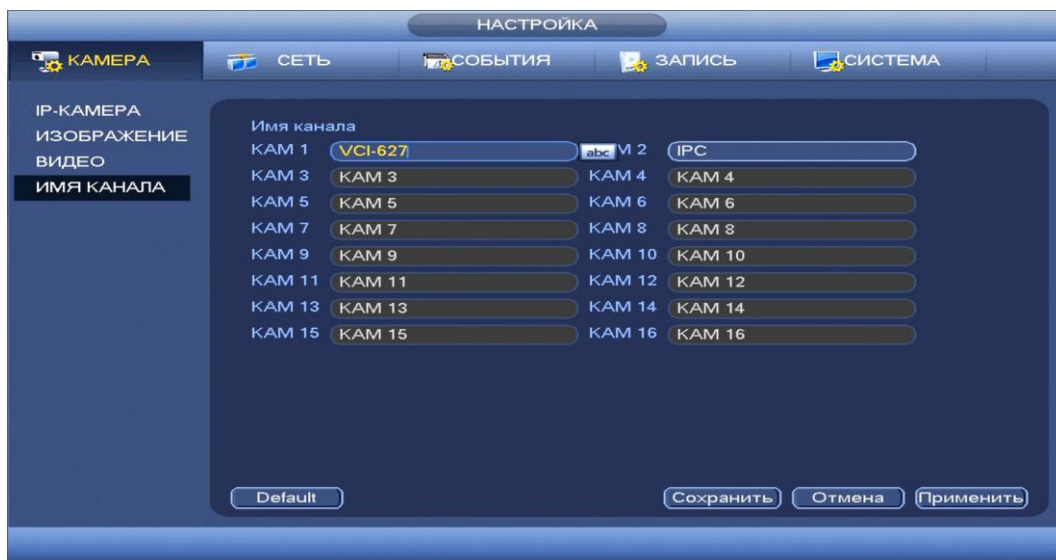 НАСТРОЙКА
КАМЕРА СЕТЬ СОБЫТИЯ ЗАПИСЬ СИСТЕМА
IP-КАМЕРА
ИЗОБРАЖЕНИЕ
ВИДЕО
ИМЯ КАНАЛА
Имя канала
КАМ 1 VCI-627 abc М 2 IPC
КАМ 3 КАМ 3 КАМ 4 КАМ 4
КАМ 5 КАМ 5 КАМ 6 КАМ 6
КАМ 7 КАМ 7 КАМ 8 КАМ 8
КАМ 9 КАМ 9 КАМ 10 КАМ 10
КАМ 11 КАМ 11 КАМ 12 КАМ 12
КАМ 13 КАМ 13 КАМ 14 КАМ 14
КАМ 15 КАМ 15 КАМ 16 КАМ 16
Default Сохранить Отмена Применить